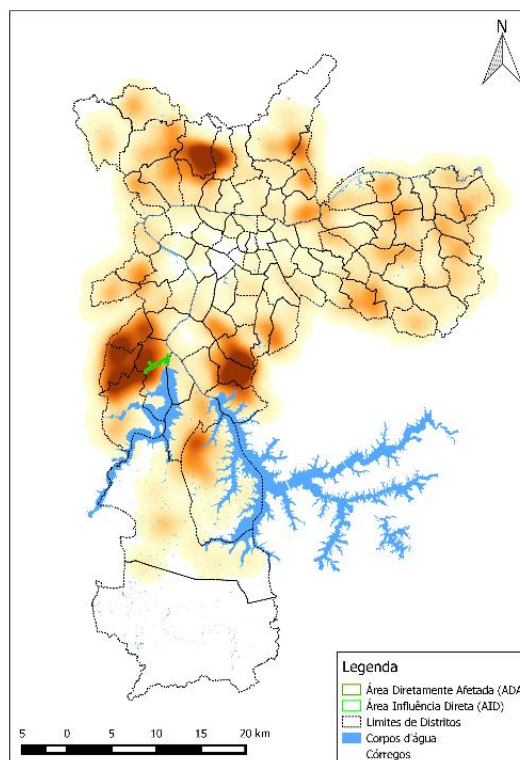 N
Legenda
Área Diretamente Afetada (ADA
Área Influência Direta (AID)
Limites de Distritos
Corpos d'água
Córregos
5 0 5 10 15 20 km